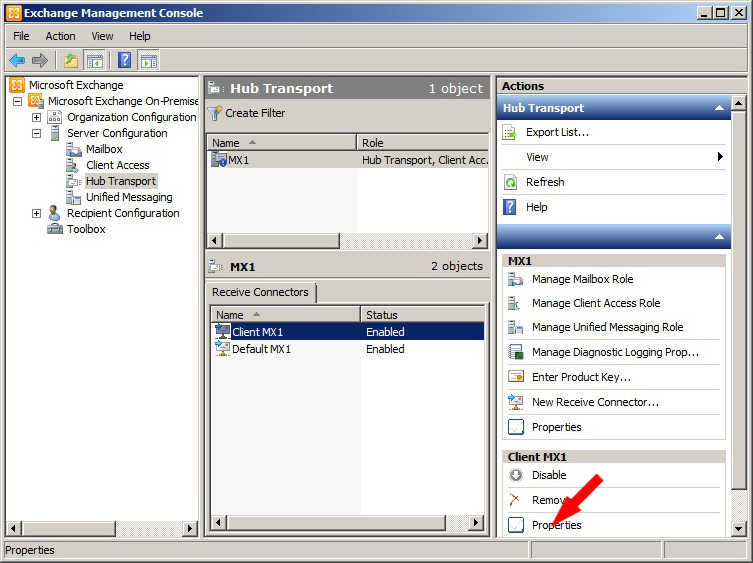 Exchange Management Console
File Action View Help
Microsoft Exchange
Microsoft Exchange On-Premise
Organization Configuration
Server Configuration
Mailbox
Client Access
Hub Transport
Unified Messaging
Recipient Configuration
Toolbox
Hub Transport 1 object
Create Filter
Name Role
MX1 Hub Transport, Client Acc...
MX1 2 objects
Receive Connectors
Name Status
Client MX1 Enabled
Default MX1 Enabled
Actions
Hub Transport
Export List...
View
Refresh
Help
MX1
Manage Mailbox Role
Manage Client Access Role
Manage Unified Messaging Role
Manage Diagnostic Logging Prop...
Enter Product Key...
New Receive Connector...
Properties
Client MX1
Disable
Remov
Properties
Properties